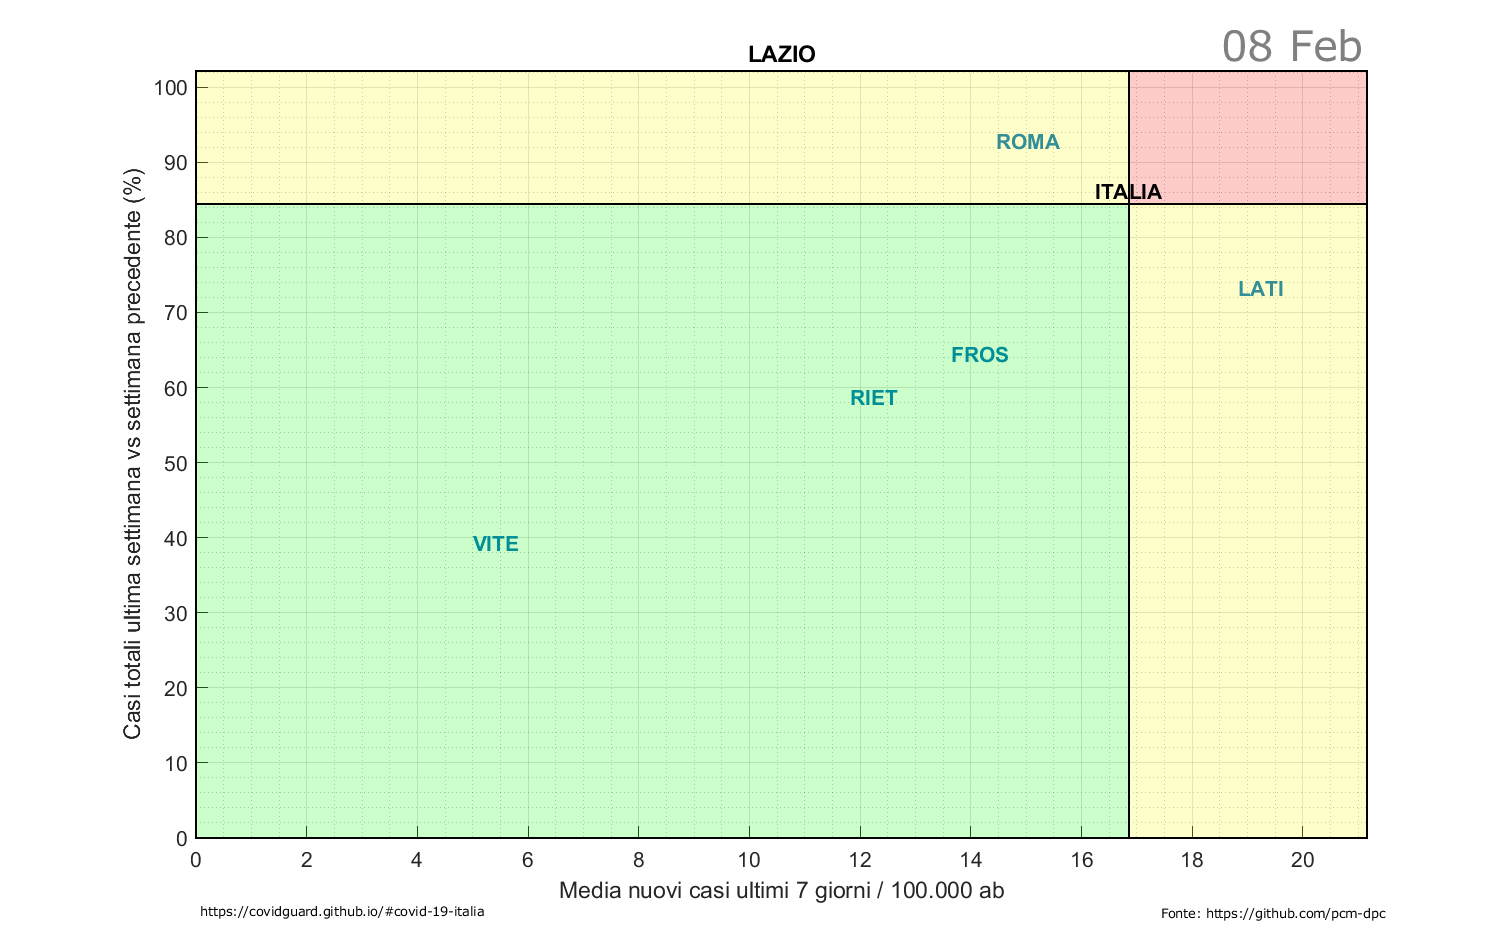 08 Feb
LAZIO
100
90
80
70
60
50
40
30
20
10
0
Casi totali ultima settimana vs settimana precedente (%)
ROMA
ITALIA
LATI
FROS
RIET
VITE
0 2 4 6 8 10 12 14 16 18 20
Media nuovi casi ultimi 7 giorni / 100.000 ab
https://covidguard.github.io/#covid-19-italia
Fonte: https://github.com/pcm-dpc